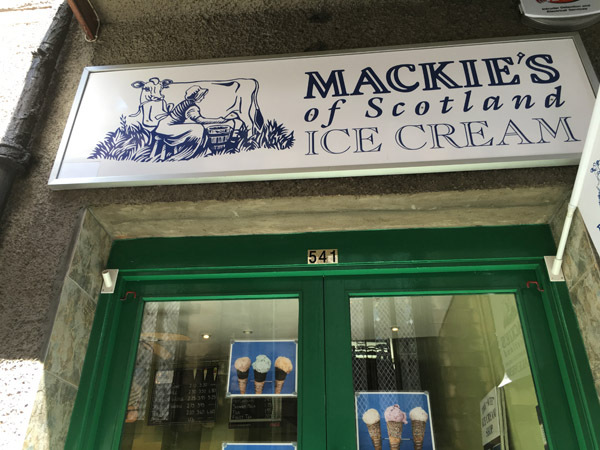 MACKIE'S
of Scotland
ICE CREAM
541